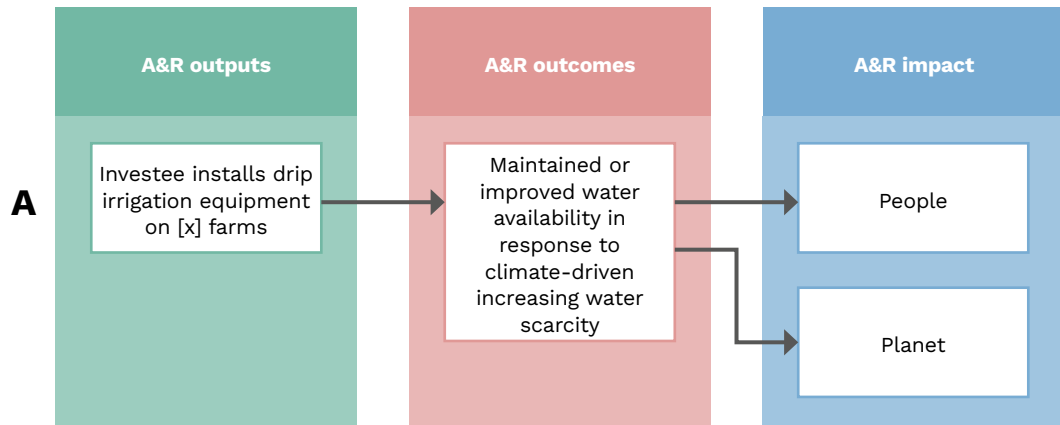 A&R outputs
A&R outcomes
A&R impact
A
Investee installs drip
irrigation equipment
on [x] farms
Maintained or
improved water
availability in
response to
climate-driven
increasing water
scarcity
People
Planet